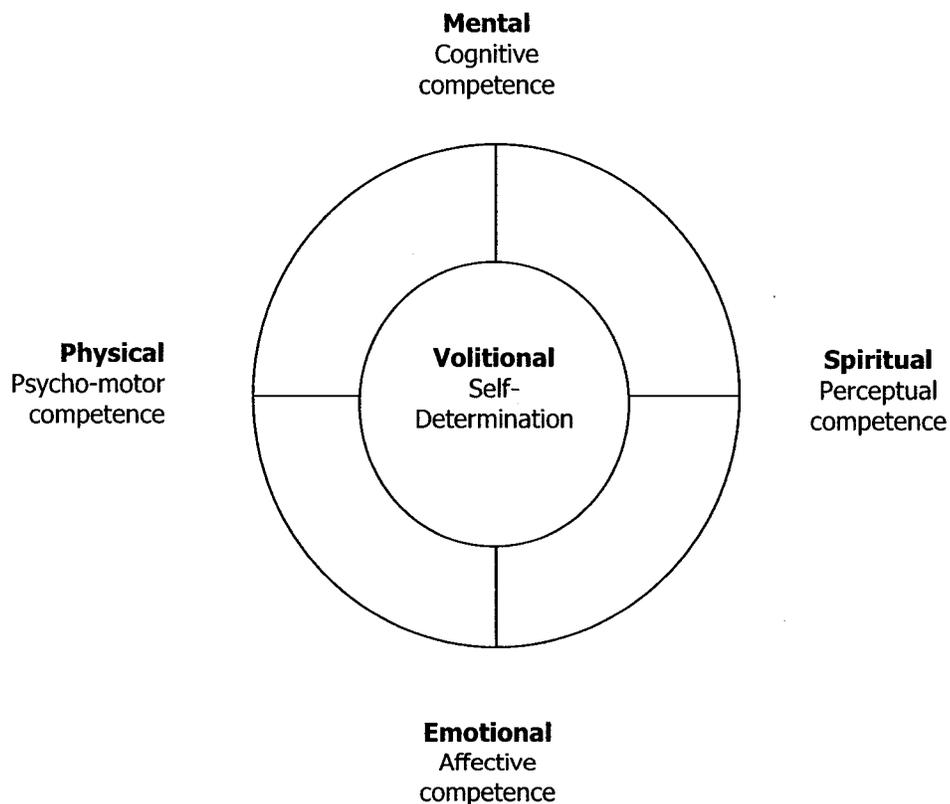 Mental
Cognitive
competence
Physical
Psycho-motor
competence
Volitional
Self-
Determination
Spiritual
Perceptual
competence
Emotional
Affective
competence